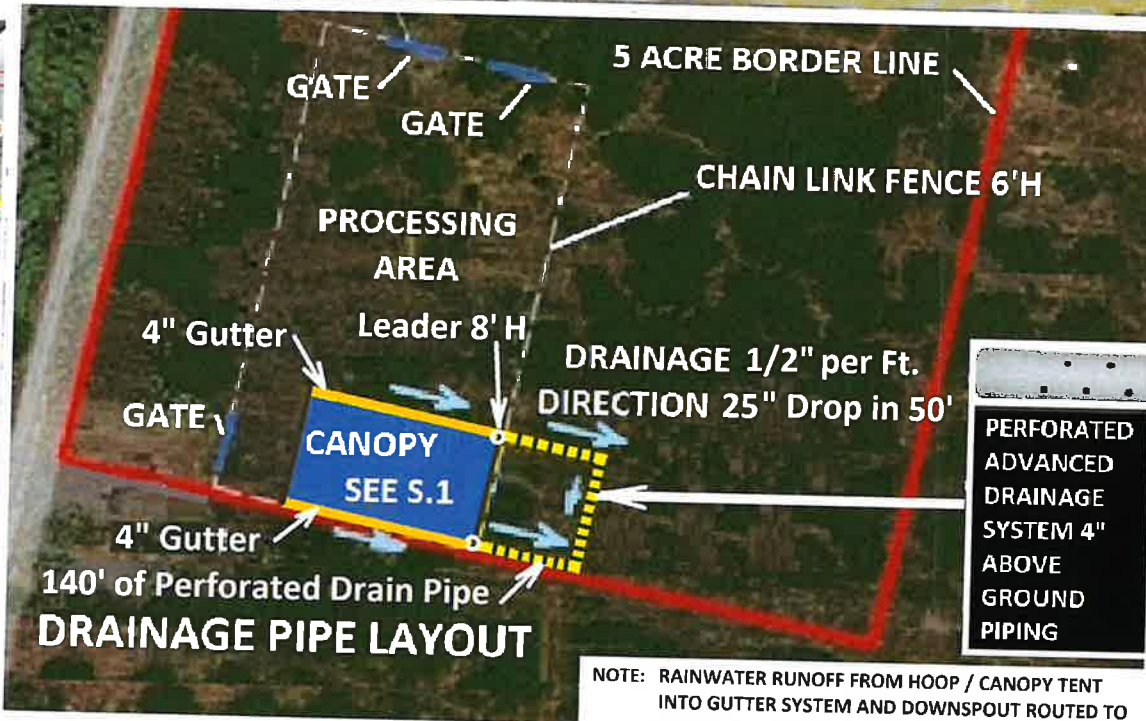 5 ACRE BORDER LINE
GATE
GATE
CHAIN LINK FENCE 6'H
PROCESSING
AREA
4" Gutter
Leader 8' H
DRAINAGE 1/2" per Ft.
DIRECTION 25" Drop in 50'
GATE
CANOPY
SEE S.1
PERFORATED
ADVANCED
DRAINAGE
SYSTEM 4"
ABOVE
GROUND
PIPING
4" Gutter
140' of Perforated Drain Pipe
DRAINAGE PIPE LAYOUT
NOTE: RAINWATER RUNOFF FROM HOOP / CANOPY TENT
INTO GUTTER SYSTEM AND DOWNSPOUT ROUTED TO